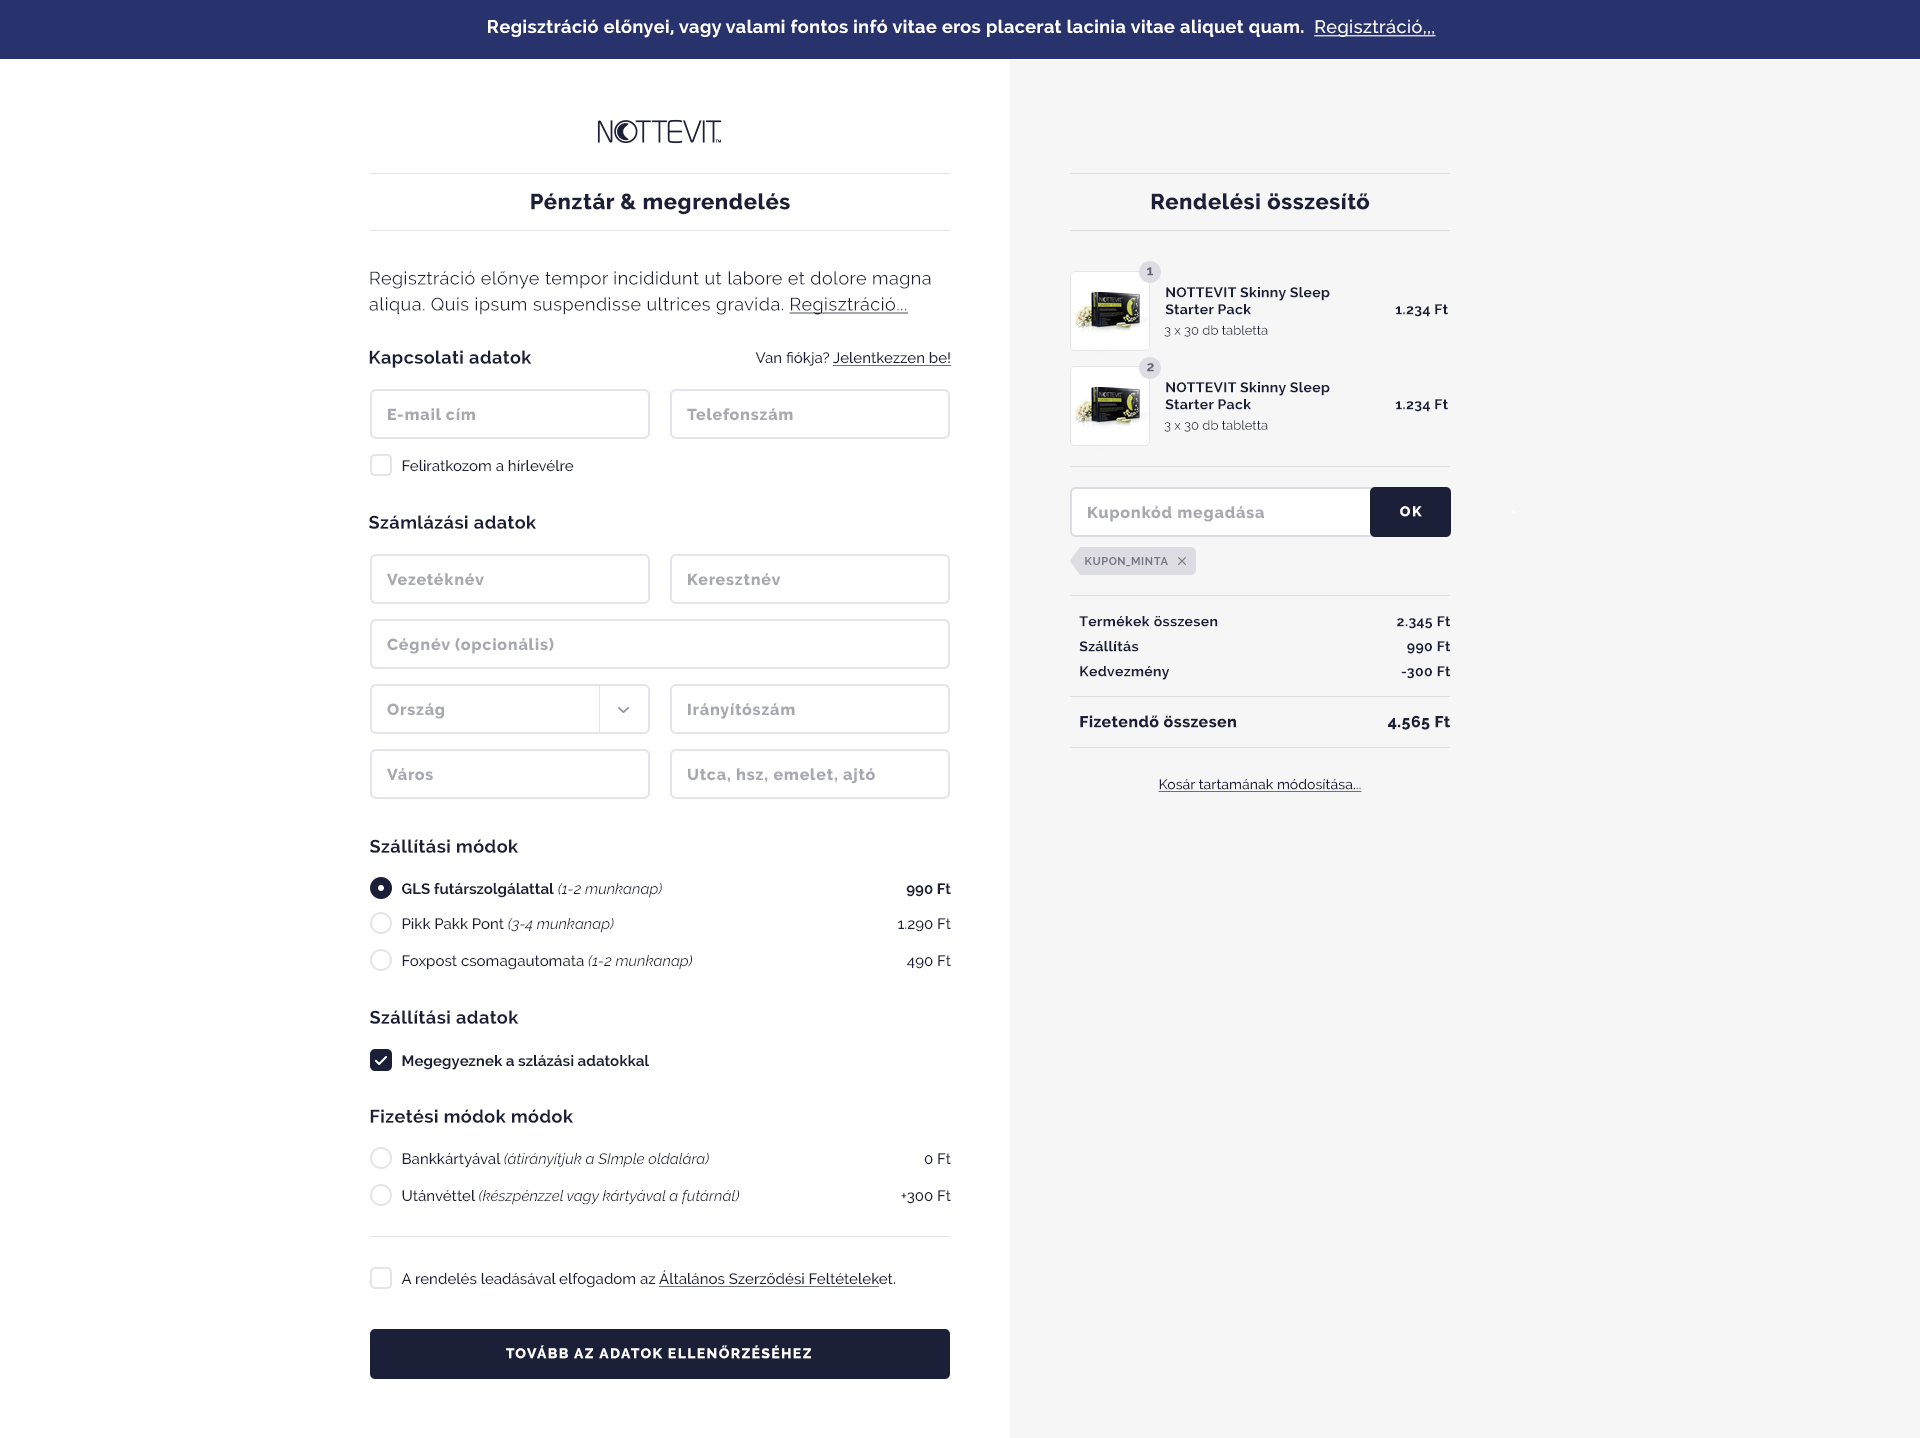 Regisztráció előnyei, vagy valami fontos infó vitae eros placerat lacinia vitae aliquet quam. Regisztráció...
NOTTEVIT™
Pénztár & megrendelés
Regisztráció előnye tempor incididunt ut labore et dolore magna
aliqua. Quis ipsum suspendisse ultrices gravida. Regisztráció...
Kapcsolati adatok
Van fiókja? Jelentkezzen be!
E-mail cím
Telefonszám
Feliratkozom a hírlevélre
Számlázási adatok
Vezetéknév
Keresztnév
Cégnév (opcionális)
Ország
Irányítószám
Város
Utca, hsz, emelet, ajtó
Szállítási módok
GLS futárszolgálattal (1-2 munkanap) 990 Ft
Pikk Pakk Pont (3-4 munkanap) 1.290 Ft
Foxpost csomagautomata (1-2 munkanap) 490 Ft
Szállítási adatok
Megegyeznek a szlázási adatokkal
Fizetési módok módok
Bankkártyával (átirányítjuk a SImple oldalára) 0 Ft
Utánvéttel (készpénzzel vagy kártyával a futárnál) +300 Ft
A rendelés leadásával elfogadom az Általános Szerződési Feltételeket.
TOVÁBB AZ ADATOK ELLENŐRZÉSÉHEZ
Rendelési összesítő
1
NOTTEVIT
NOTTEVIT Skinny Sleep
Starter Pack
3 x 30 db tabletta
1.234 Ft
2
NOTTEVIT
NOTTEVIT Skinny Sleep
Starter Pack
3 x 30 db tabletta
1.234 Ft
Kuponkód megadása
OK
KUPON_MINTA
Termékek összesen 2.345 Ft
Szállítás 990 Ft
Kedvezmény -300 Ft
Fizetendő összesen 4.565 Ft
Kosár tartamának módosítása...